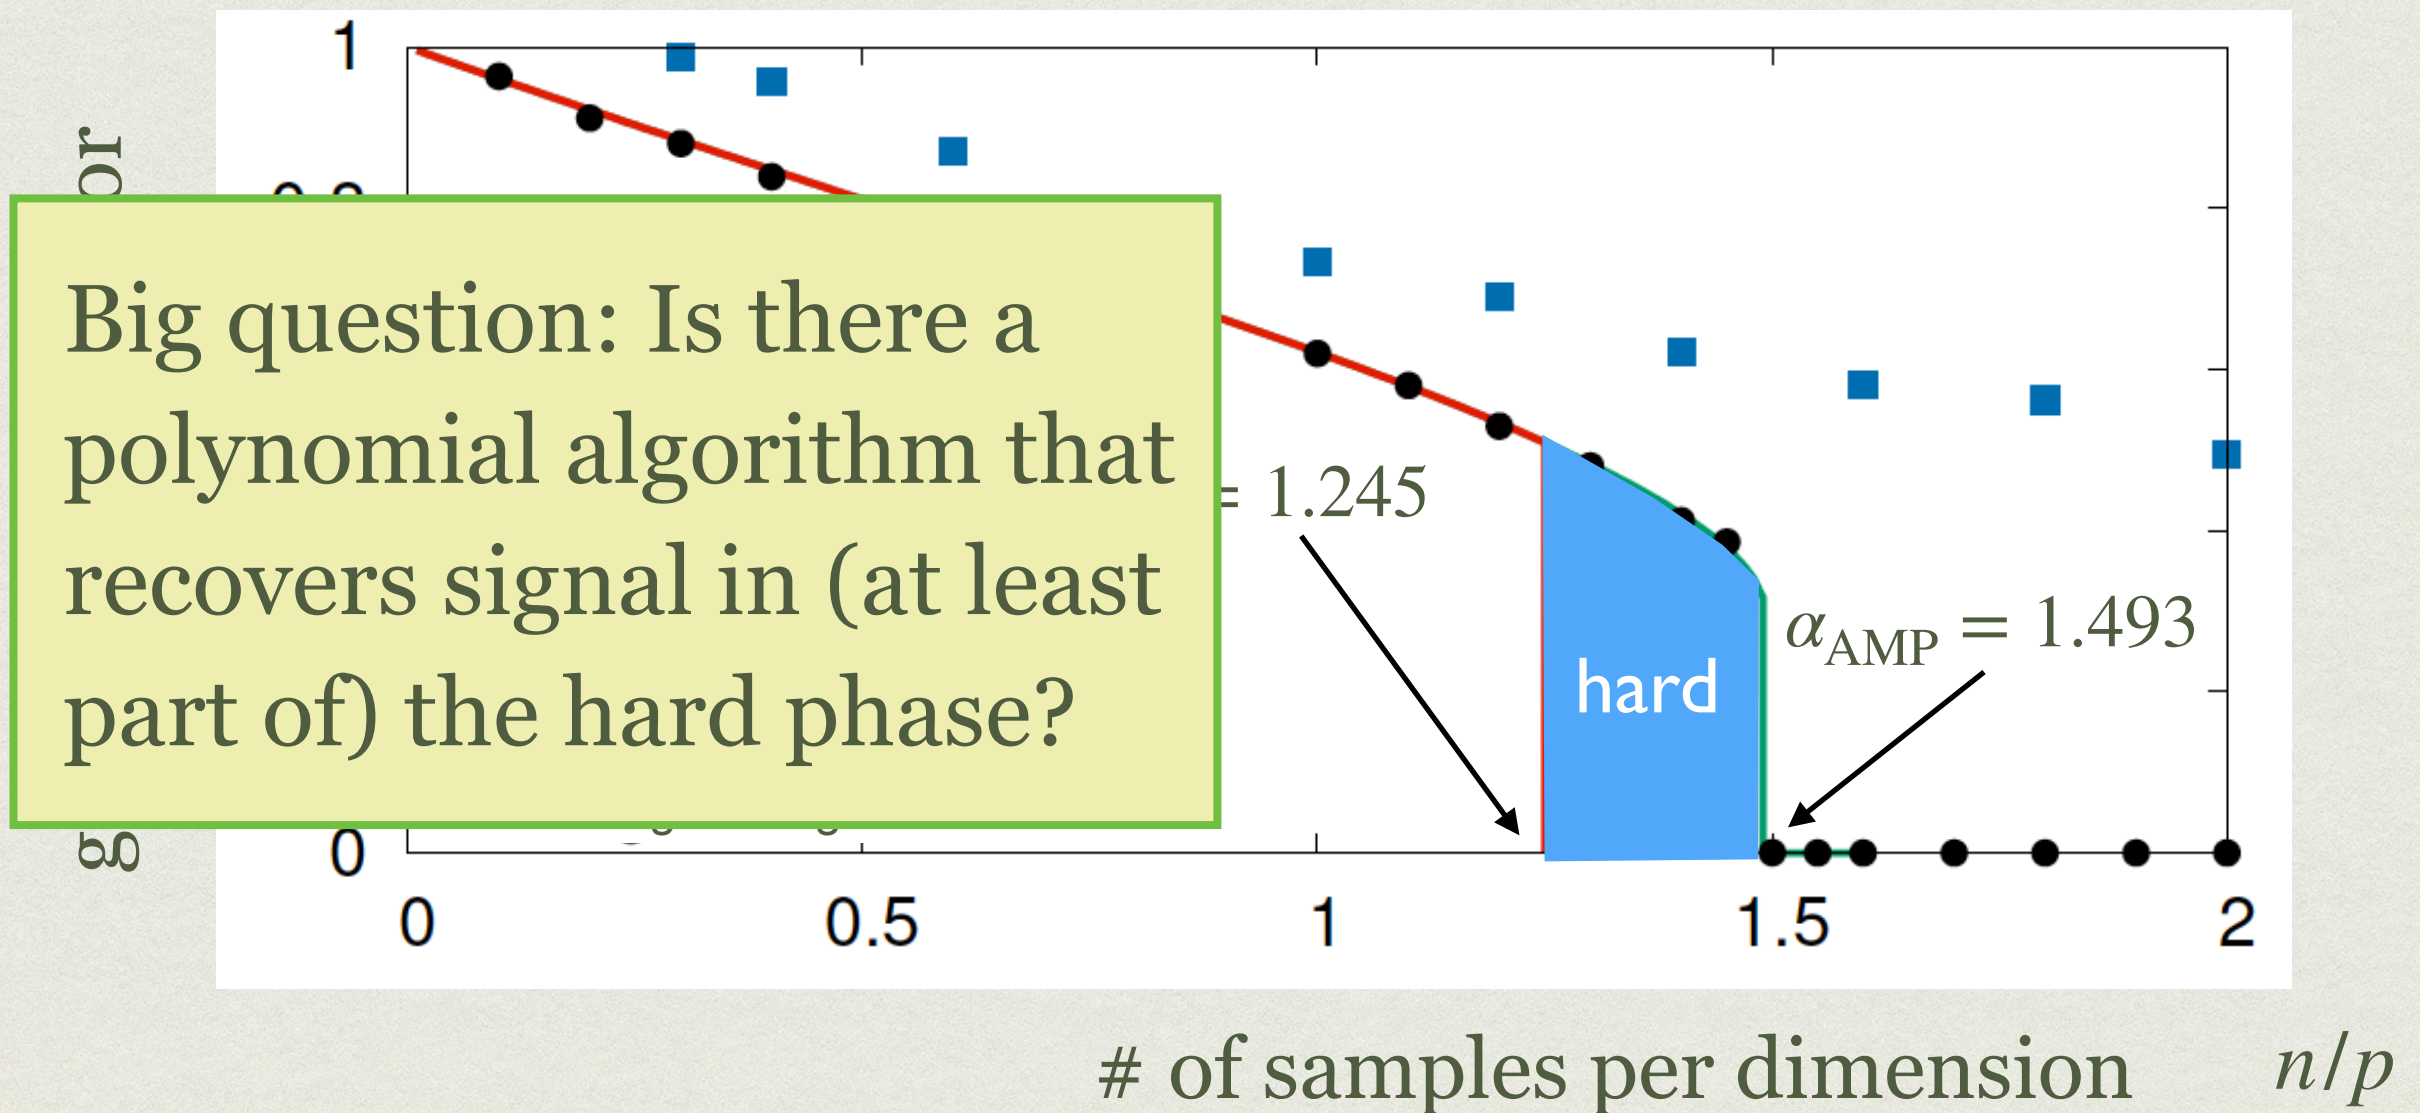 1
Big question: Is there a
polynomial algorithm that
recovers signal in (at least
part of) the hard phase?
= 1.245
α_AMP = 1.493
hard
0
0 0.5 1 1.5 2
# of samples per dimension n/p